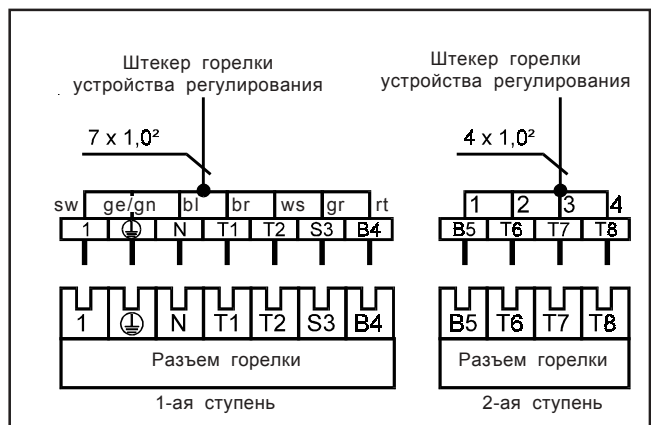 Штекер горелки
устройства регулирования
7 x 1,0²
sw ge/gn bl br ws gr rt
1 N T1 T2 S3 B4
1 N T1 T2 S3 B4
Разъем горелки
1-ая ступень
Штекер горелки
устройства регулирования
4 x 1,0²
1 2 3 4
B5 T6 T7 T8
B5 T6 T7 T8
Разъем горелки
2-ая ступень